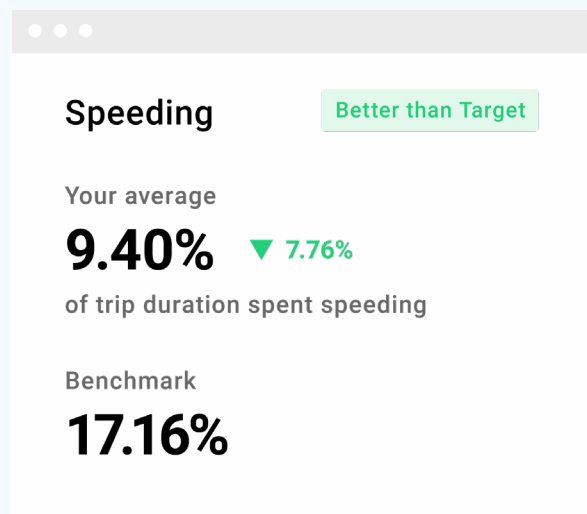 Speeding
Better than Target
Your average
9.40% ▼ 7.76%
of trip duration spent speeding
Benchmark
17.16%